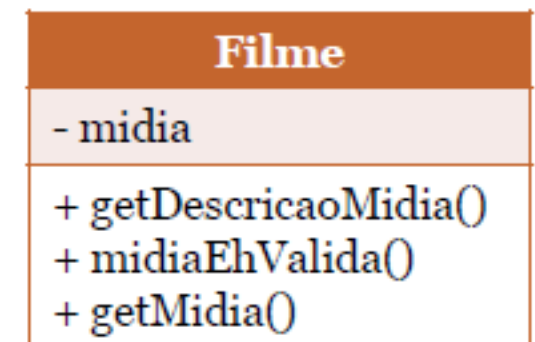 Filme
- midia
+ getDescricaoMidia()
+ midiaEhValida()
+ getMidia()